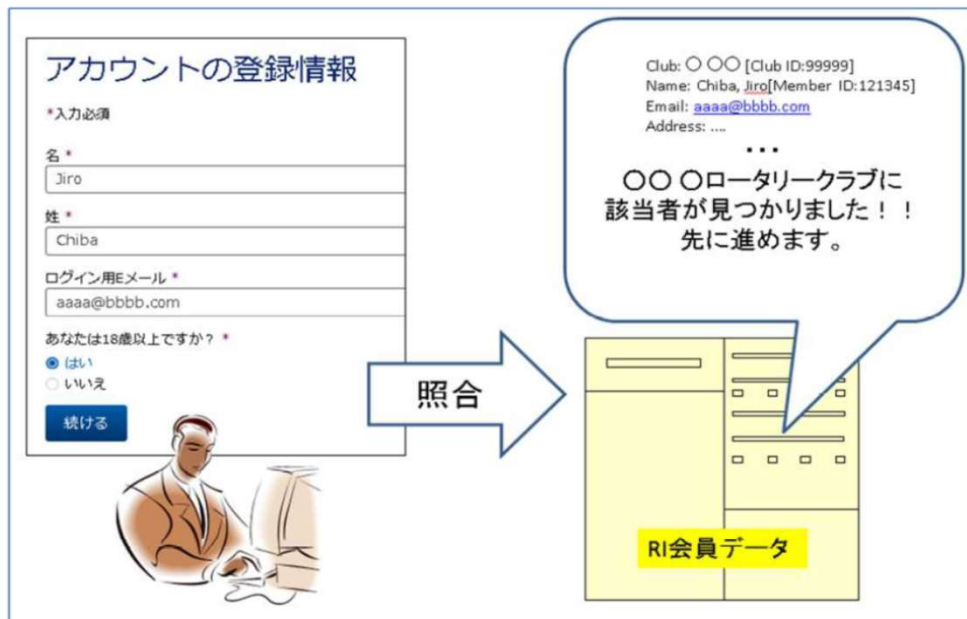 アカウントの登録情報
*入力必須
名 *
Jiro
姓 *
Chiba
ログイン用Eメール *
aaaa@bbbb.com
あなたは18歳以上ですか？ *
はい
いいえ
続ける
照合
Club: 〇 〇〇 [Club ID:99999]
Name: Chiba, Jiro[Member ID:121345]
Email: aaaa@bbbb.com
Address: ....
・・・
〇〇 〇ロータリークラブに
該当者が見つかりました！！
先に進めます。
RI会員データ